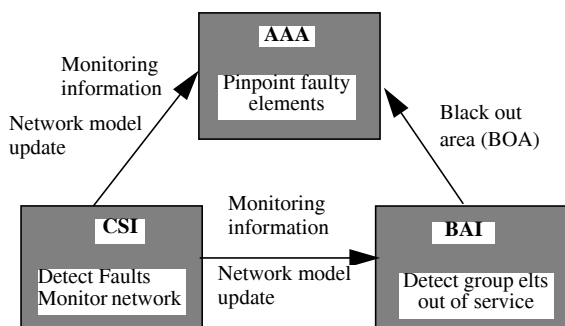 AAA
Pinpoint faulty
elements
Monitoring
information
Network model
update
Black out
area (BOA)
CSI
Detect Faults
Monitor network
Monitoring
information
Network model
update
BAI
Detect group elts
out of service